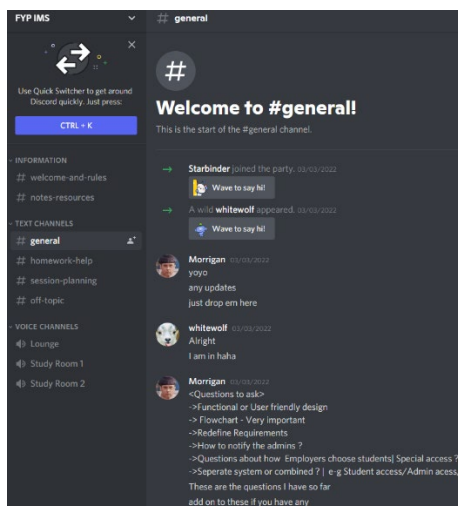 FYP IMS
# general
Use Quick Switcher to get around
Discord quickly. Just press:
CTRL + K
INFORMATION
# welcome-and-rules
# notes-resources
TEXT CHANNELS
# general
# homework-help
# session-planning
# off-topic
VOICE CHANNELS
Lounge
Study Room 1
Study Room 2
#
Welcome to #general!
This is the start of the #general channel.
Starbinder joined the party. 03/03/2022
Wave to say hi!
A wild whitewolf appeared. 03/03/2022
Wave to say hi!
Morrigan 03/03/2022
yoyo
any updates
just drop em here
whitewolf 03/03/2022
Alright
I am in haha
Morrigan 03/03/2022
<Questions to ask>
->Functional or User friendly design
-> Flowchart - Very important
->Redefine Requirements
->How to notify the admins ?
->Questions about how Employers choose students| Special access ?
->Seperate system or combined ? | e-g Student access/Admin acess,
These are the questions I have so far
add on to these if you have any